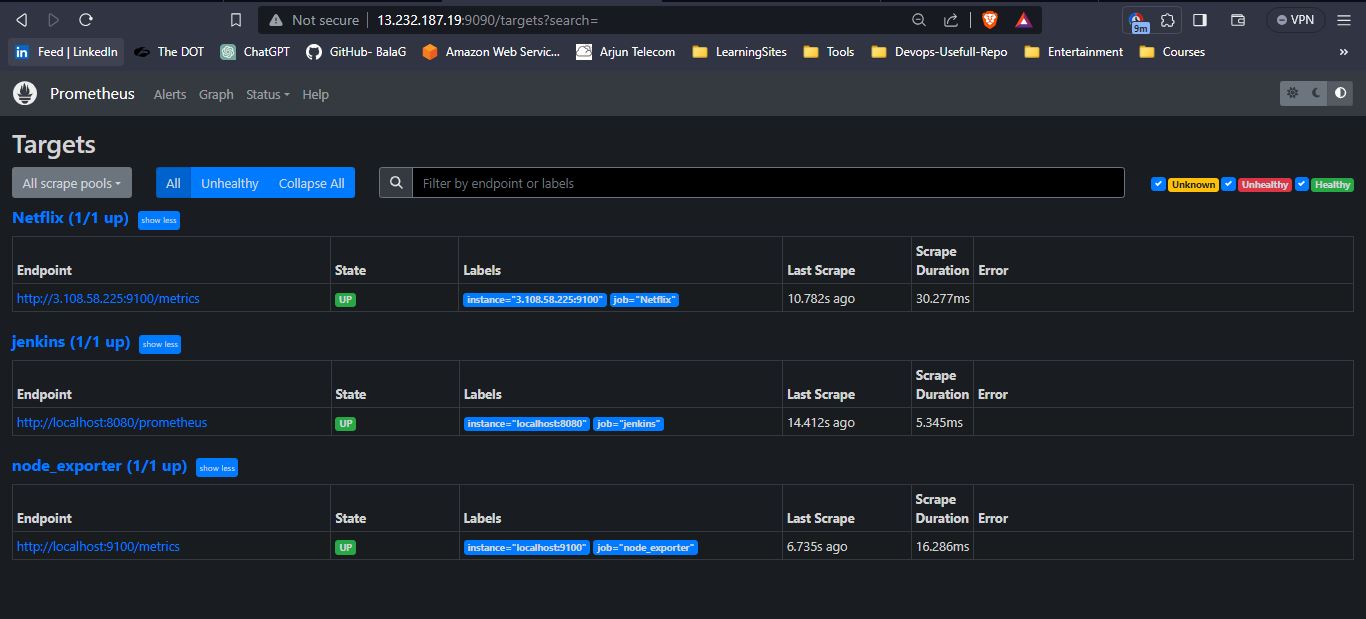 Not secure 13.232.187.19:9090/targets?search= 9m VPN
Feed | LinkedIn The DOT ChatGPT GitHub- BalaG Amazon Web Servic... Arjun Telecom LearningSites Tools Devops-Usefull-Repo Entertainment Courses »
Prometheus Alerts Graph Status Help
Targets
All scrape pools All Unhealthy Collapse All Filter by endpoint or labels Unknown Unhealthy Healthy
Netflix (1/1 up) show less
Endpoint State Labels Last Scrape Scrape Duration Error
http://3.108.58.225:9100/metrics UP instance="3.108.58.225:9100" job="Netflix" 10.782s ago 30.277ms
jenkins (1/1 up) show less
Endpoint State Labels Last Scrape Scrape Duration Error
http://localhost:8080/prometheus UP instance="localhost:8080" job="jenkins" 14.412s ago 5.345ms
node_exporter (1/1 up) show less
Endpoint State Labels Last Scrape Scrape Duration Error
http://localhost:9100/metrics UP instance="localhost:9100" job="node_exporter" 6.735s ago 16.286ms